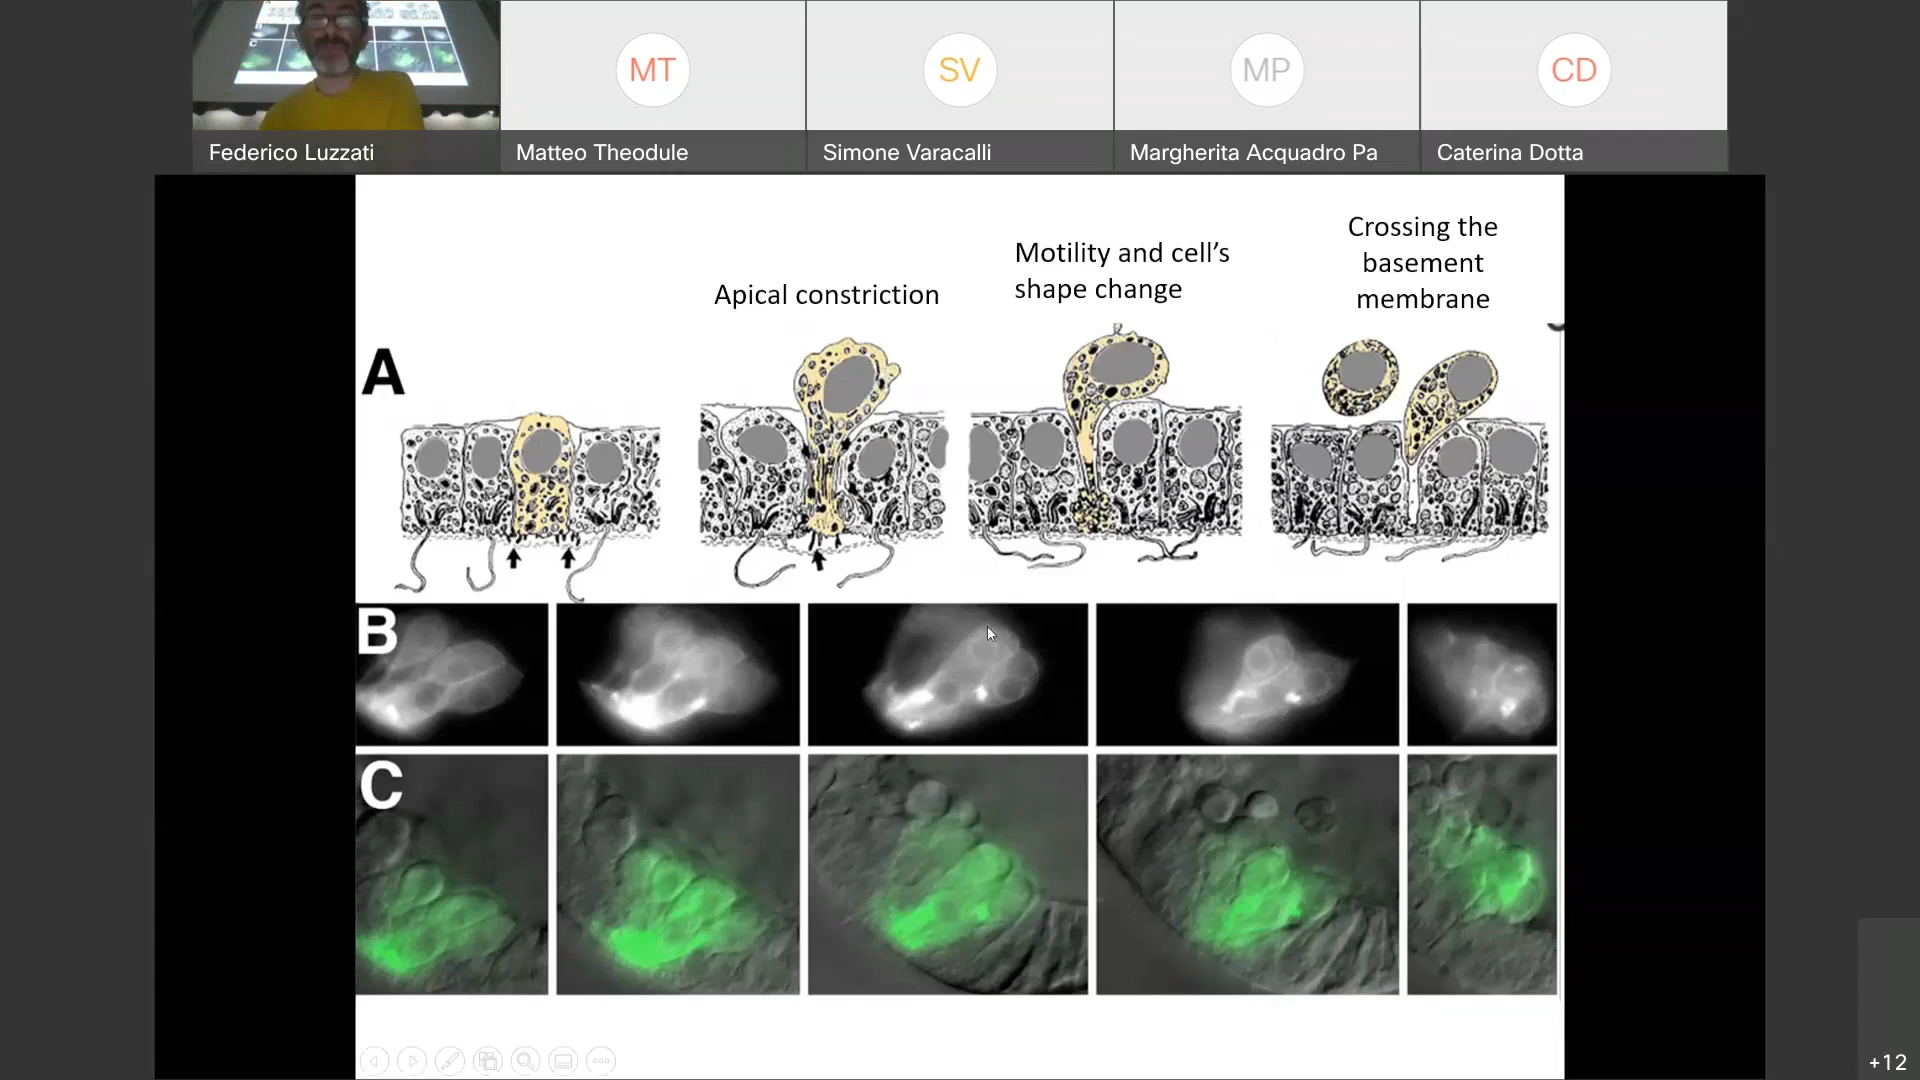 MT
SV
MP
CD
Federico Luzzati
Matteo Theodule
Simone Varacalli
Margherita Acquadro Pa
Caterina Dotta
Crossing the
basement
membrane
Motility and cell's
shape change
Apical constriction
A
B
C
+12